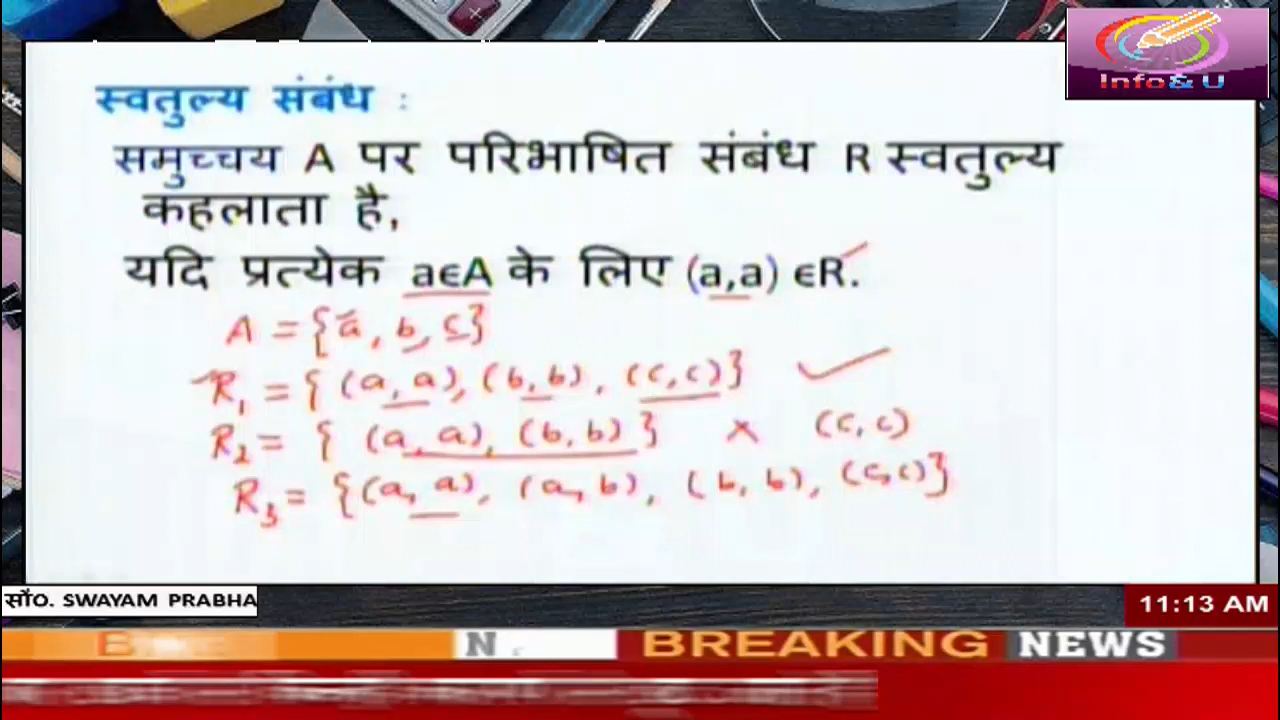 Info & U
स्वतुल्य संबंध :
समुच्चय A पर परिभाषित संबंध R स्वतुल्य
कहलाता है,
यदि प्रत्येक a∈A के लिए (a,a) ∈R.
A = {a, b, c}
R₁ = { (a, a), (b, b), (c, c)}
R₂ = { (a, a), (b, b) } × (c, c)
R₃ = {(a, a), (a, b), (b, b), (c, c)}
सौO. SWAYAM PRABHA
11:13 AM
BREAKING NEWS